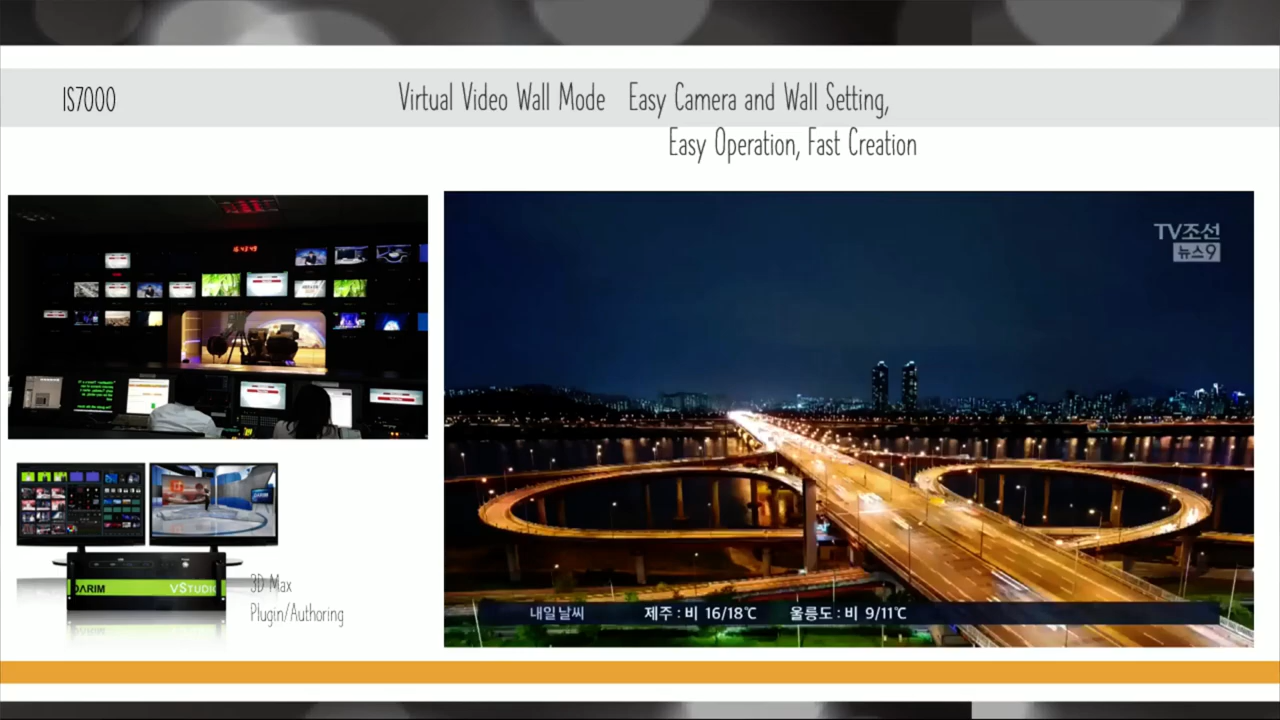 IS7000
Virtual Video Wall Mode Easy Camera and Wall Setting,
Easy Operation, Fast Creation
TV조선
뉴스9
DARIM
DARIM
VSTUDIO
3D Max
Plugin/Authoring
내일날씨 제주 : 비 16/18℃ 울릉도 : 비 9/11℃